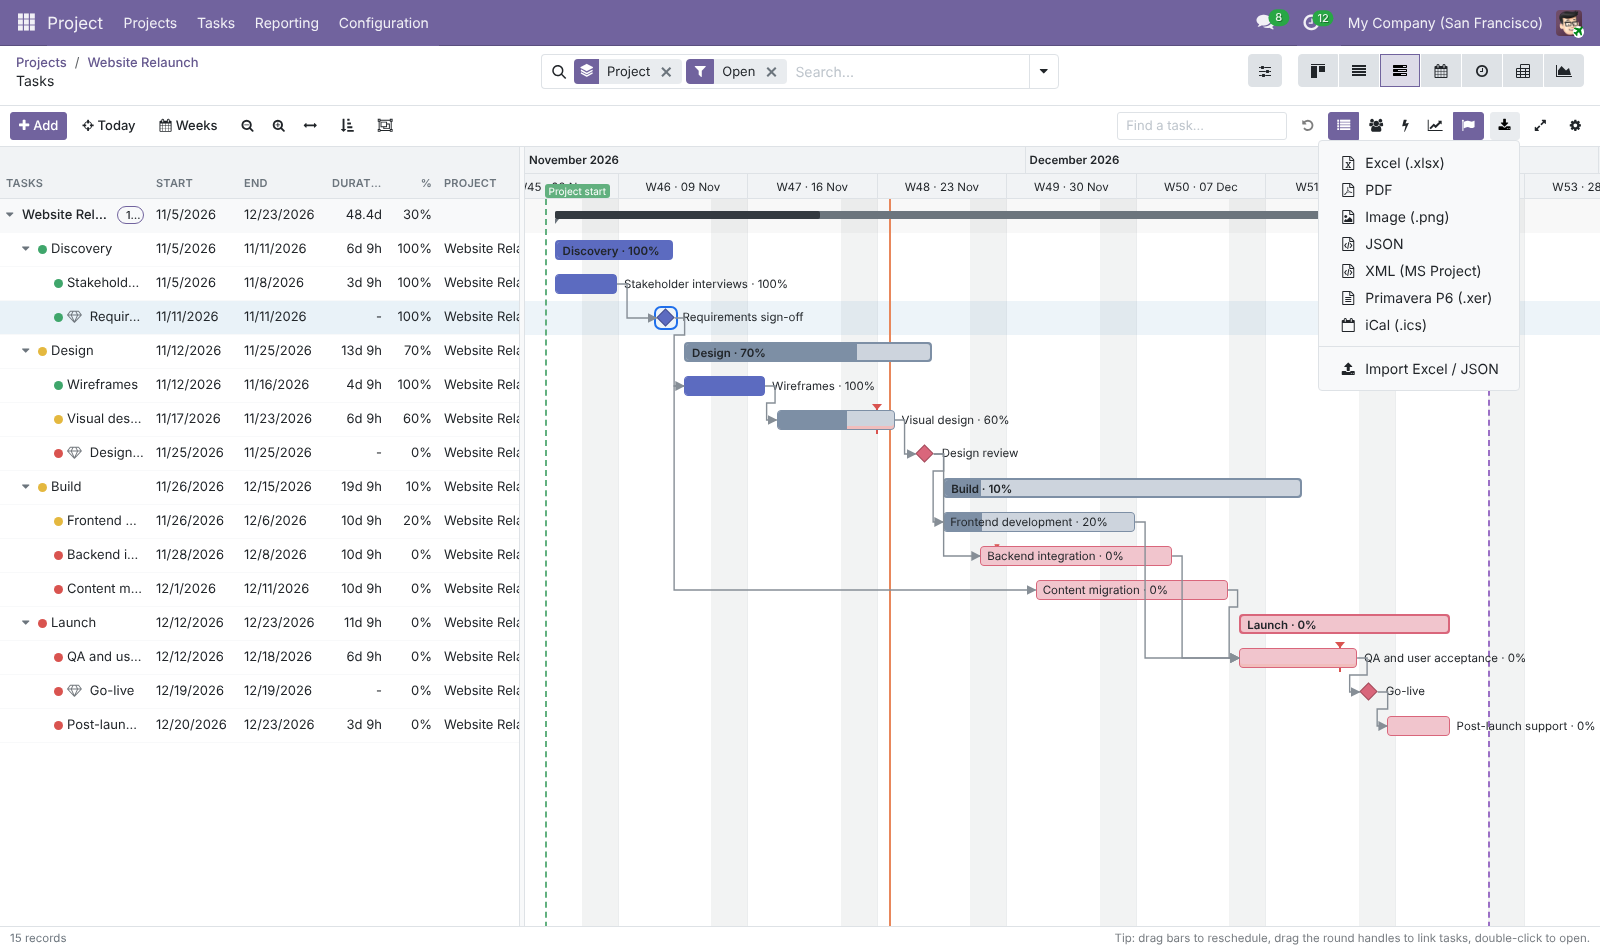 Project Projects Tasks Reporting Configuration 8 12 My Company (San Francisco)
Projects / Website Relaunch
Tasks
Project Open Search...
Add Today Weeks Find a task...
November 2026 December 2026
TASKS START END DURAT... % PROJECT
W46 · 09 Nov W47 · 16 Nov W48 · 23 Nov W49 · 30 Nov W50 · 07 Dec W51 W53 · 28
Project start
Website Rel... 1... 11/5/2026 12/23/2026 48.4d 30%
Discovery 11/5/2026 11/11/2026 6d 9h 100% Website Rela
Discovery · 100%
Stakehold... 11/5/2026 11/8/2026 3d 9h 100% Website Rela
Stakeholder interviews · 100%
Requir... 11/11/2026 11/11/2026 - 100% Website Rela
Requirements sign-off
Design 11/12/2026 11/25/2026 13d 9h 70% Website Rela
Design · 70%
Wireframes 11/12/2026 11/16/2026 4d 9h 100% Website Rela
Wireframes · 100%
Visual des... 11/17/2026 11/23/2026 6d 9h 60% Website Rela
Visual design · 60%
Design... 11/25/2026 11/25/2026 - 0% Website Rela
Design review
Build 11/26/2026 12/15/2026 19d 9h 10% Website Rela
Build · 10%
Frontend ... 11/26/2026 12/6/2026 10d 9h 20% Website Rela
Frontend development · 20%
Backend i... 11/28/2026 12/8/2026 10d 9h 0% Website Rela
Backend integration · 0%
Content m... 12/1/2026 12/11/2026 10d 9h 0% Website Rela
Content migration · 0%
Launch 12/12/2026 12/23/2026 11d 9h 0% Website Rela
Launch · 0%
QA and us... 12/12/2026 12/18/2026 6d 9h 0% Website Rela
QA and user acceptance · 0%
Go-live 12/19/2026 12/19/2026 - 0% Website Rela
Go-live
Post-laun... 12/20/2026 12/23/2026 3d 9h 0% Website Rela
Post-launch support · 0%
Excel (.xlsx)
PDF
Image (.png)
JSON
XML (MS Project)
Primavera P6 (.xer)
iCal (.ics)
Import Excel / JSON
15 records
Tip: drag bars to reschedule, drag the round handles to link tasks, double-click to open.